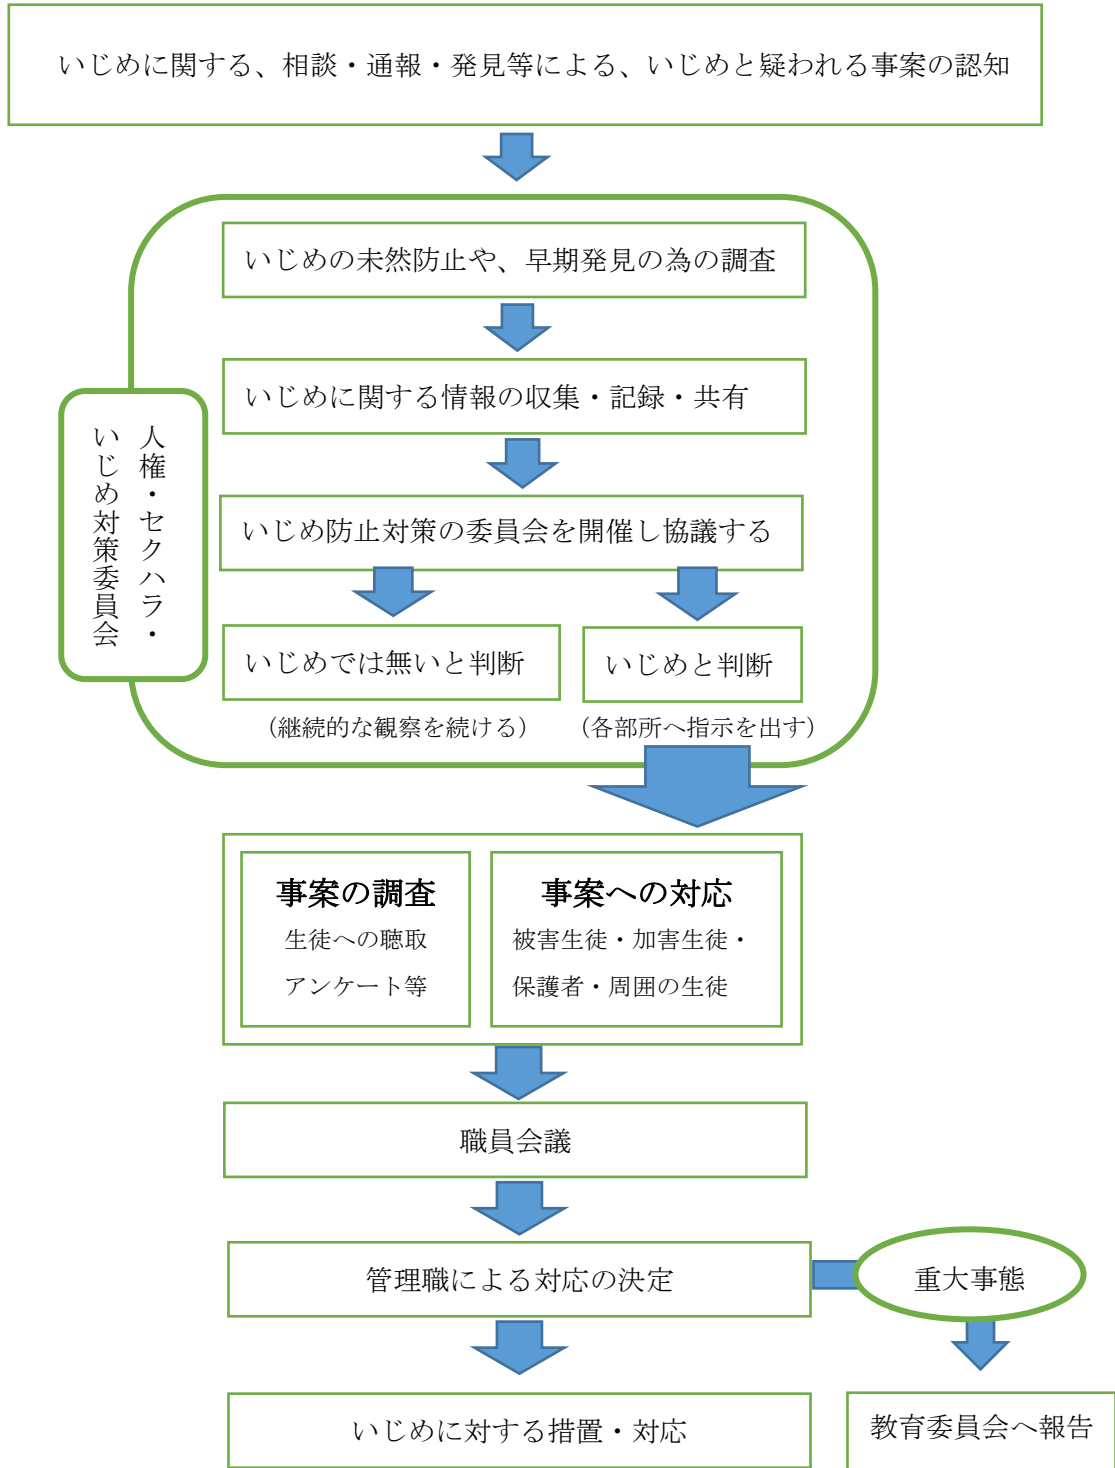 いじめに関する、相談・通報・発見等による、いじめと疑われる事案の認知
いじめの未然防止や、早期発見の為の調査
いじめに関する情報の収集・記録・共有
人権・セクハラ・
いじめ対策委員会
いじめ防止対策の委員会を開催し協議する
いじめでは無いと判断
いじめと判断
（継続的な観察を続ける）
（各部所へ指示を出す）
事案の調査
生徒への聴取
アンケート等
事案への対応
被害生徒・加害生徒・
保護者・周囲の生徒
職員会議
管理職による対応の決定
重大事態
いじめに対する措置・対応
教育委員会へ報告